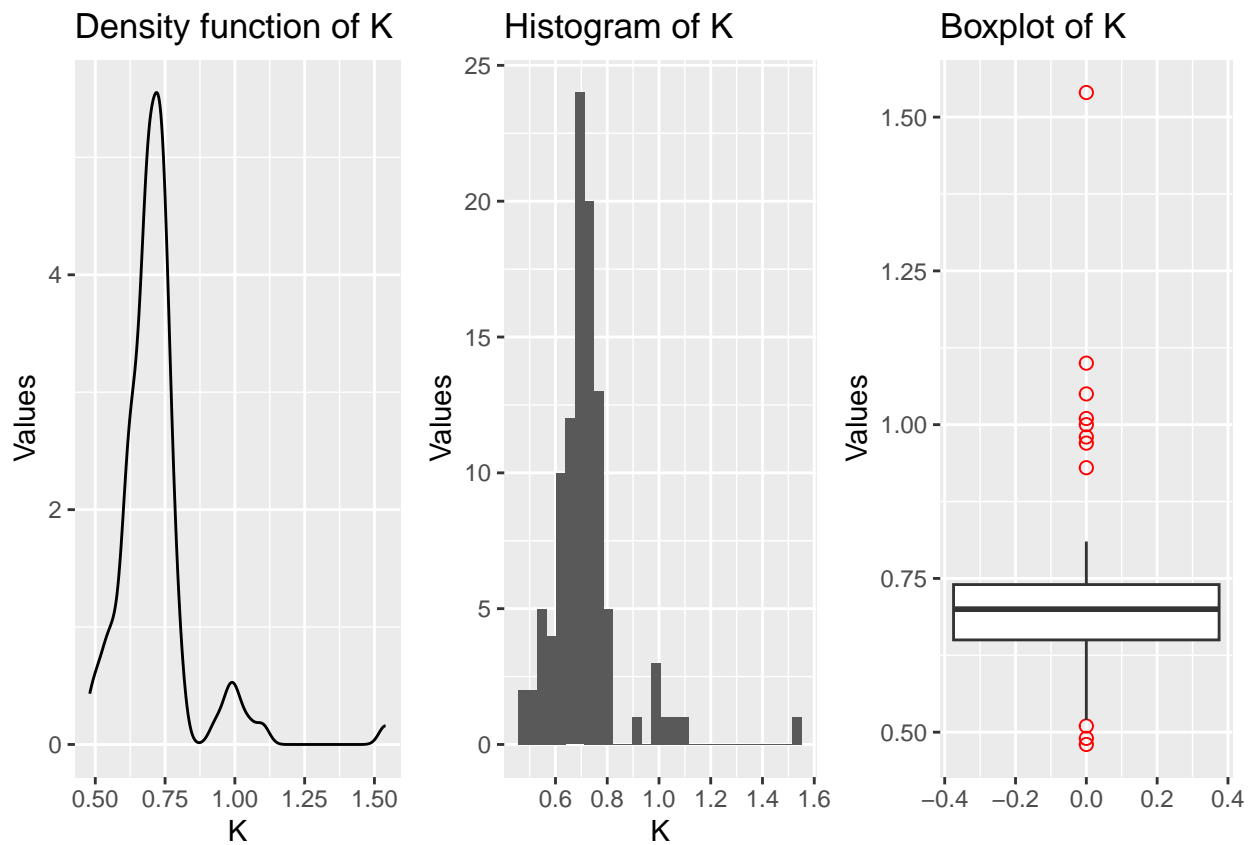 Density function of K
Values
4
2
0
0.50 0.75 1.00 1.25 1.50
K
Histogram of K
Values
25
20
15
10
5
0
0.6 0.8 1.0 1.2 1.4 1.6
K
Boxplot of K
Values
1.50
1.25
1.00
0.75
0.50
−0.4 −0.2 0.0 0.2 0.4